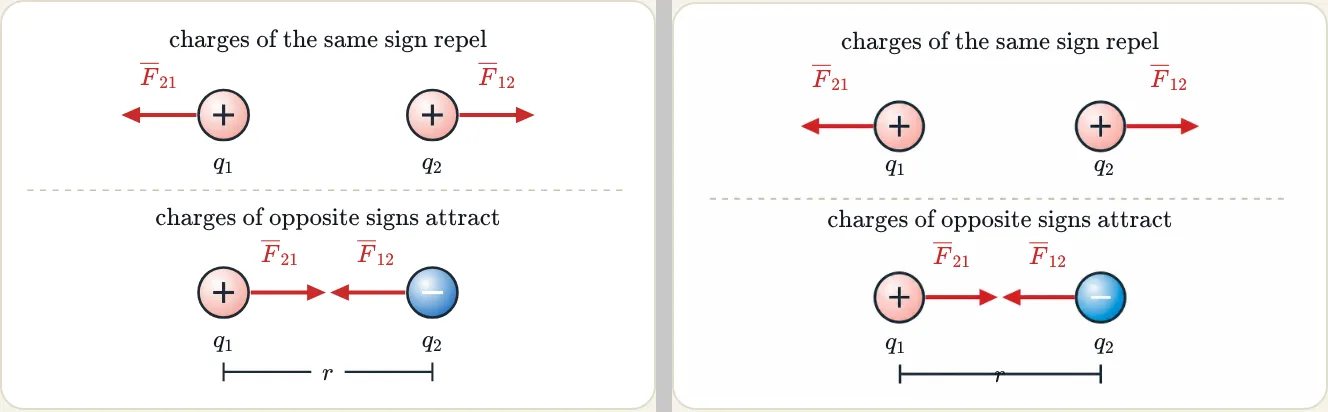 charges of the same sign repel
F̅₂₁ F̅₁₂
+ +
q₁ q₂
charges of opposite signs attract
F̅₂₁ F̅₁₂
+ −
q₁ q₂
r
charges of the same sign repel
F̅₂₁ F̅₁₂
+ +
q₁ q₂
charges of opposite signs attract
F̅₂₁ F̅₁₂
+ −
q₁ q₂
r